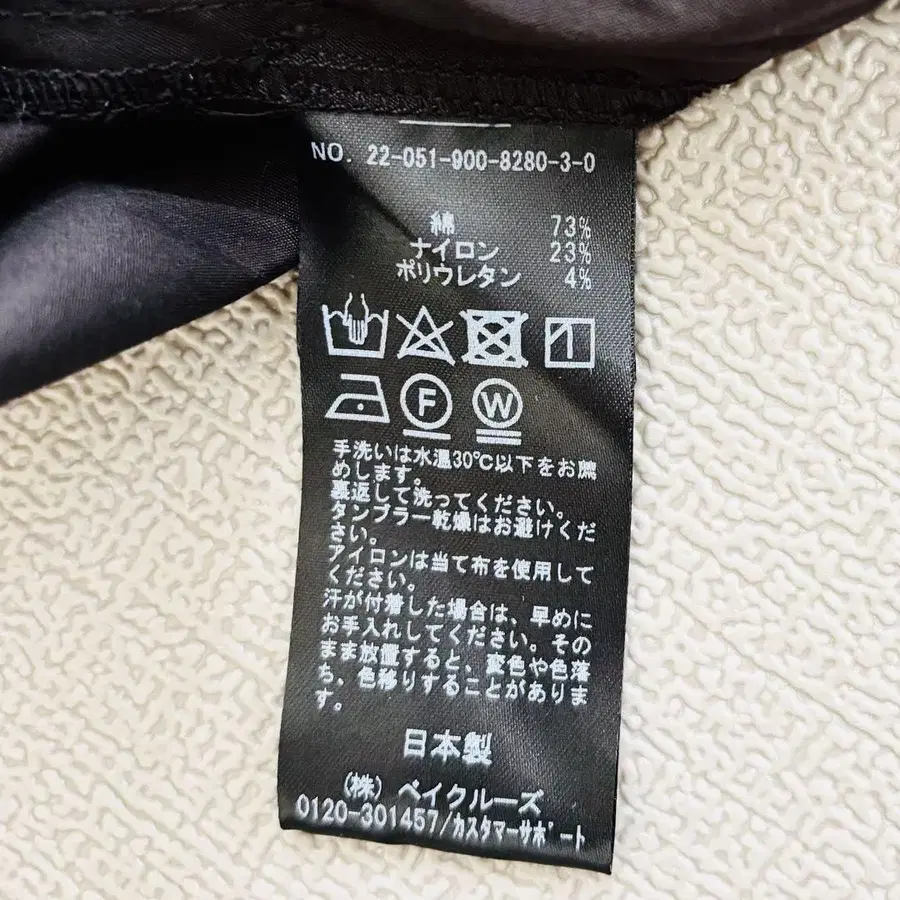 NO. 22-051-900-8280-3-0
綿 73%
ナイロン 23%
ポリウレタン 4%
F W
手洗いは水温30℃以下をお薦
めします。
裏返して洗ってください。
タンブラー乾燥はお避けくだ
さい。
アイロンは当て布を使用して
ください。
汗が付着した場合は、早めに
お手入れしてください。その
まま放置すると、変色や色落
ち、色移りすることがありま
す。
日本製
(株) ベイクルーズ
0120-301457/カスタマーサポート